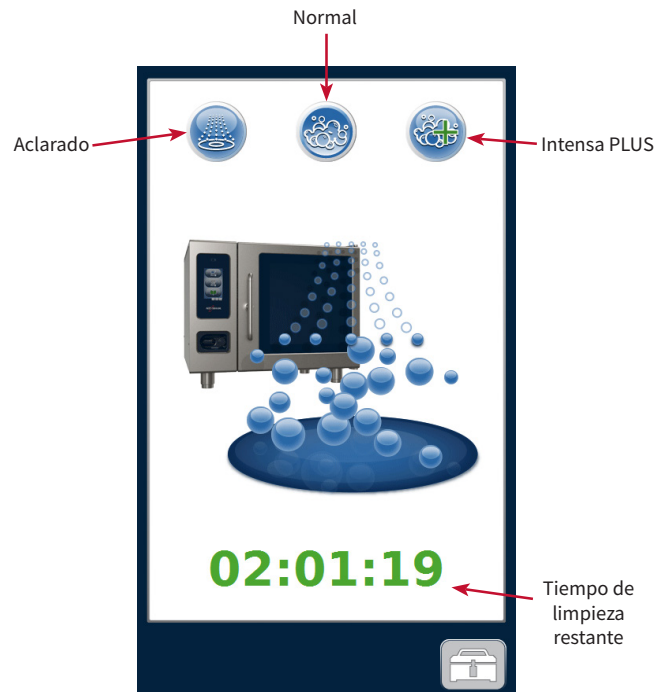 Normal
Aclarado
Intensa PLUS
02:01:19
Tiempo de
limpieza
restante